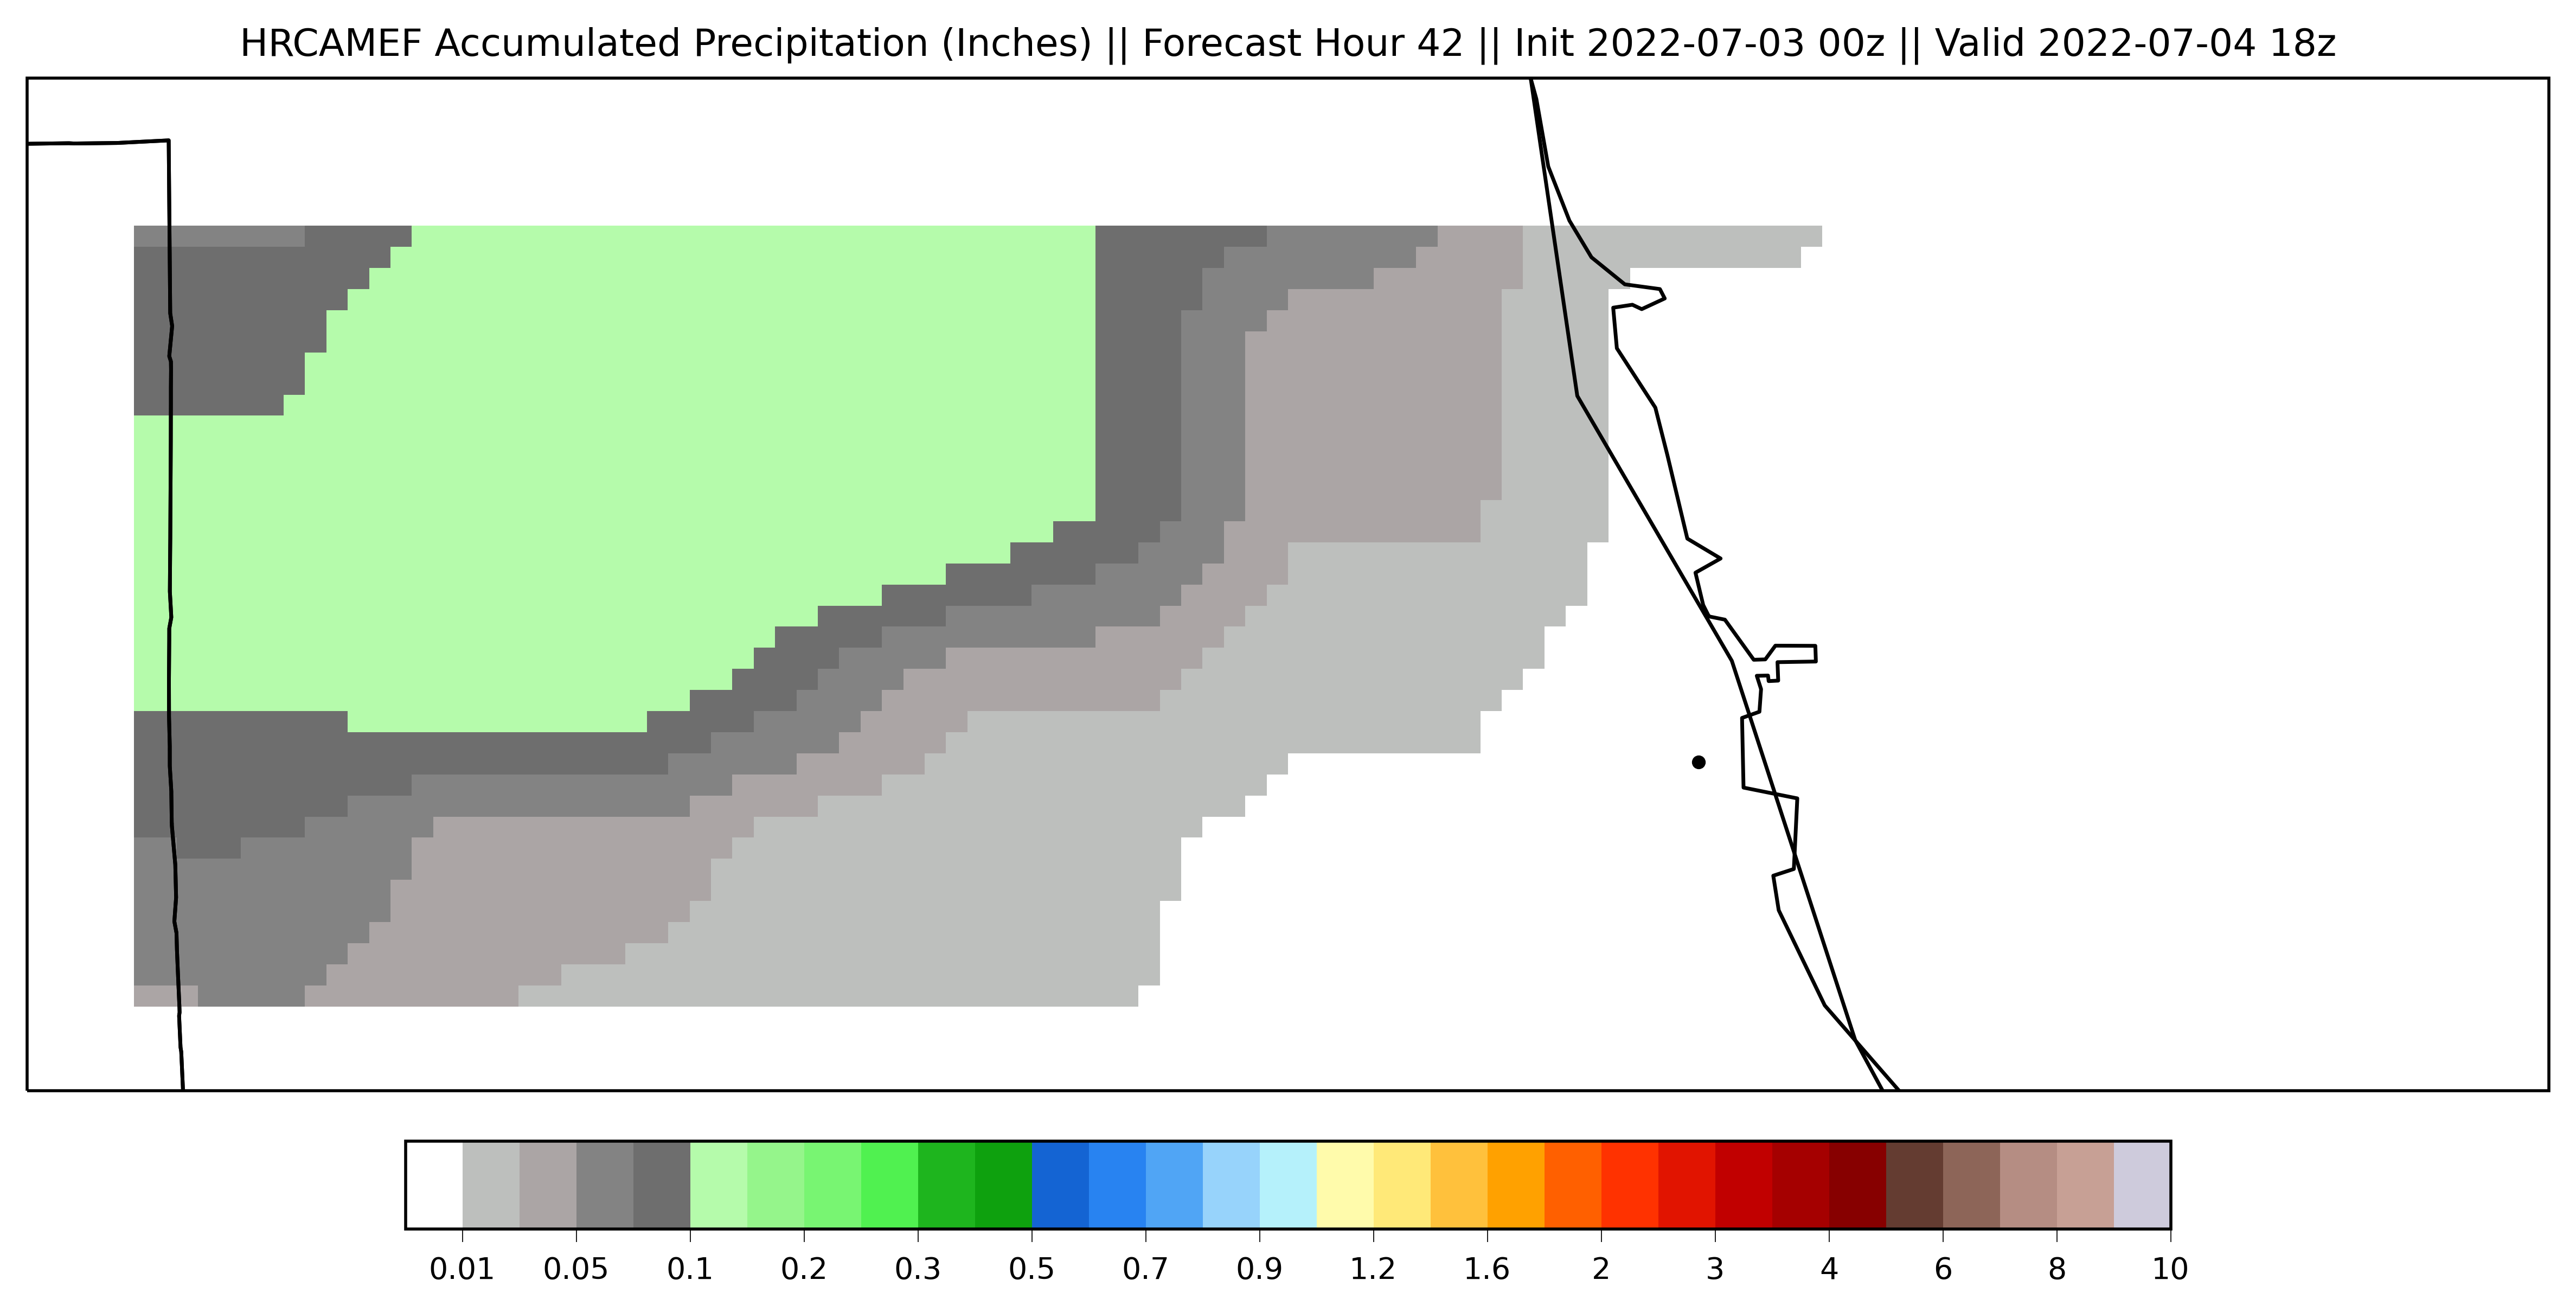 HRCAMEF Accumulated Precipitation (Inches) || Forecast Hour 42 || Init 2022-07-03 00z || Valid 2022-07-04 18z
0.01 0.05 0.1 0.2 0.3 0.5 0.7 0.9 1.2 1.6 2 3 4 6 8 10